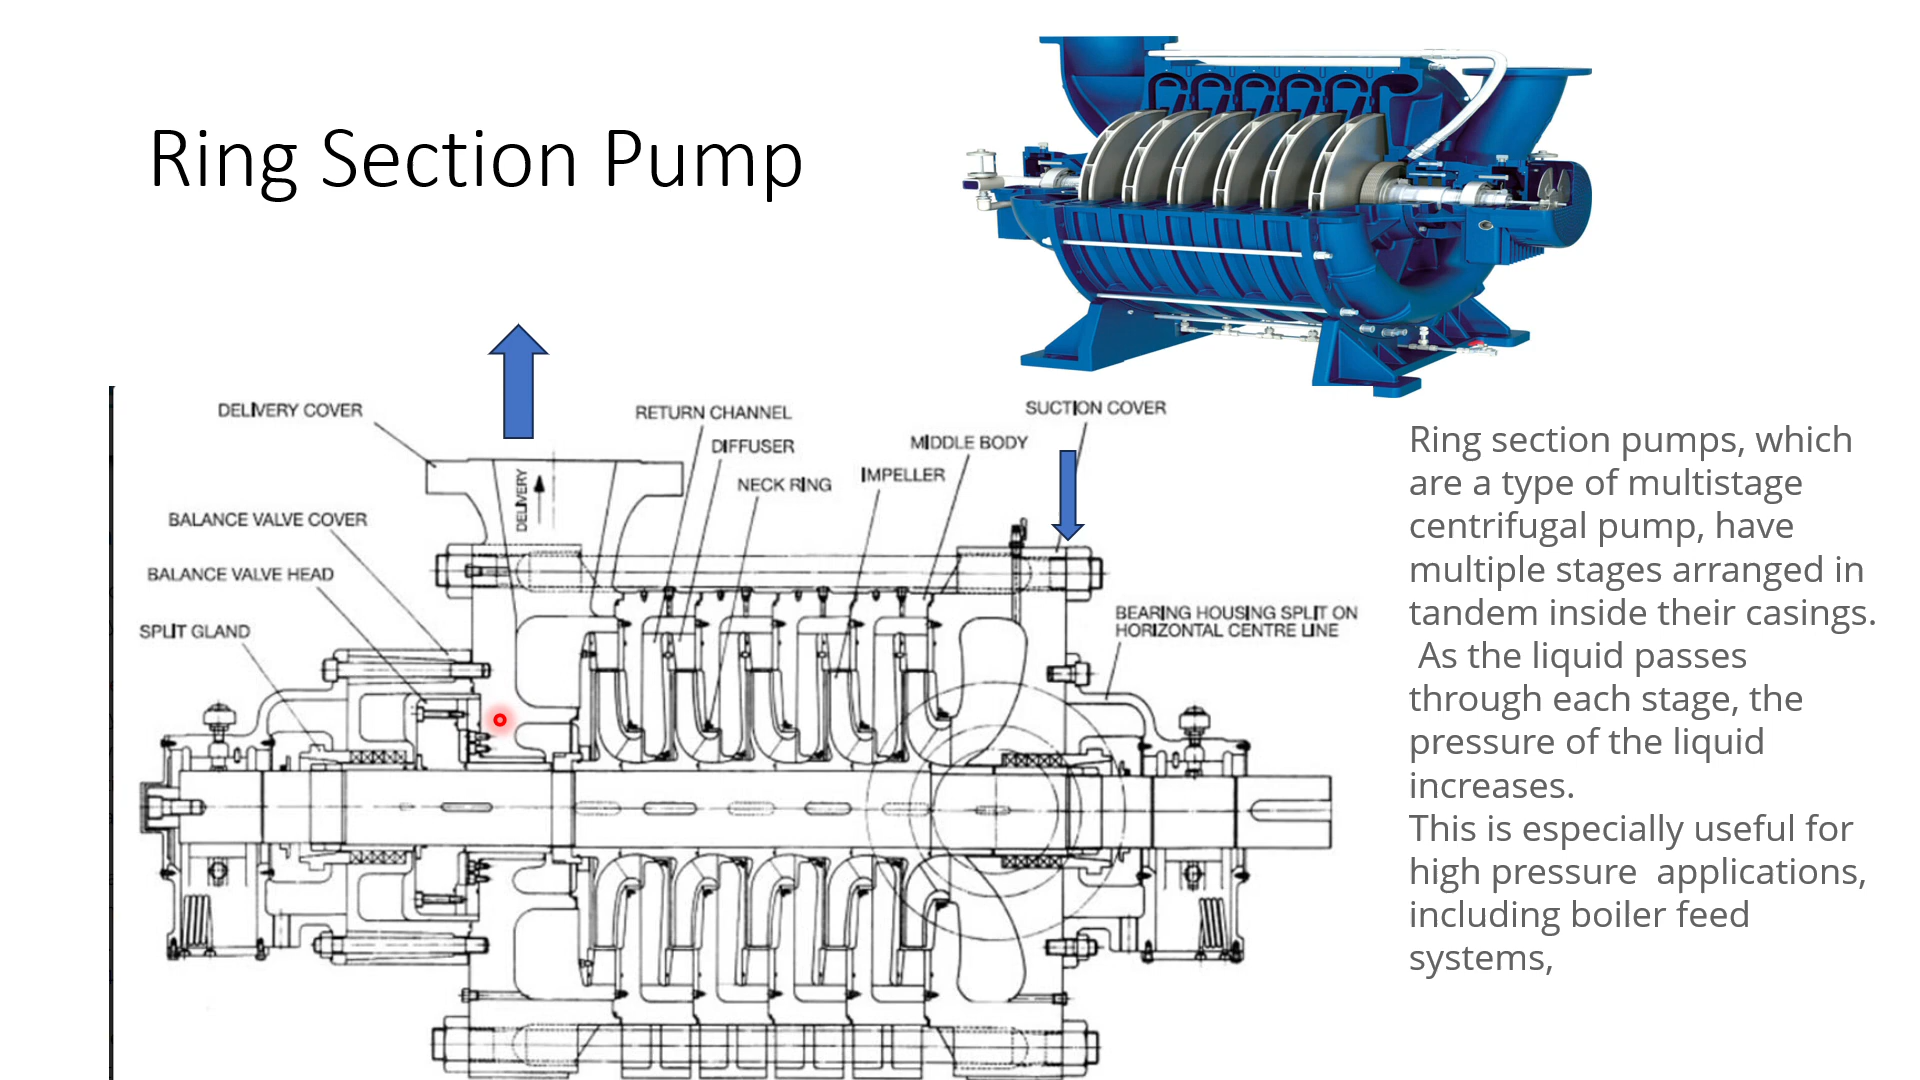 Ring Section Pump
DELIVERY COVER
RETURN CHANNEL
SUCTION COVER
DIFFUSER
MIDDLE BODY
NECK RING
IMPELLER
DELIVERY
BALANCE VALVE COVER
BALANCE VALVE HEAD
SPLIT GLAND
BEARING HOUSING SPLIT ON
HORIZONTAL CENTRE LINE
Ring section pumps, which
are a type of multistage
centrifugal pump, have
multiple stages arranged in
tandem inside their casings.
As the liquid passes
through each stage, the
pressure of the liquid
increases.
This is especially useful for
high pressure  applications,
including boiler feed
systems,